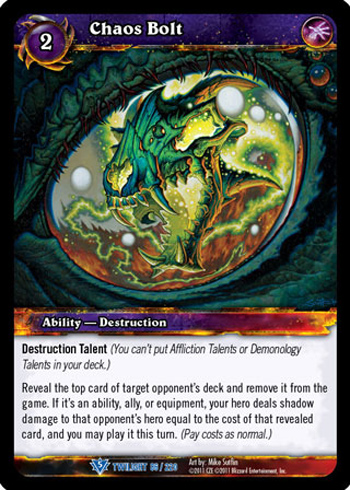 2
Chaos Bolt
Ability — Destruction
Destruction Talent (You can't put Affliction Talents or Demonology
Talents in your deck.)
Reveal the top card of target opponent's deck and remove it from the
game. If it's an ability, ally, or equipment, your hero deals shadow
damage to that opponent's hero equal to the cost of that revealed
card, and you may play it this turn. (Pay costs as normal.)
Art by: Mike Sutfin
©2011 CZE ©2011 Blizzard Entertainment, Inc.